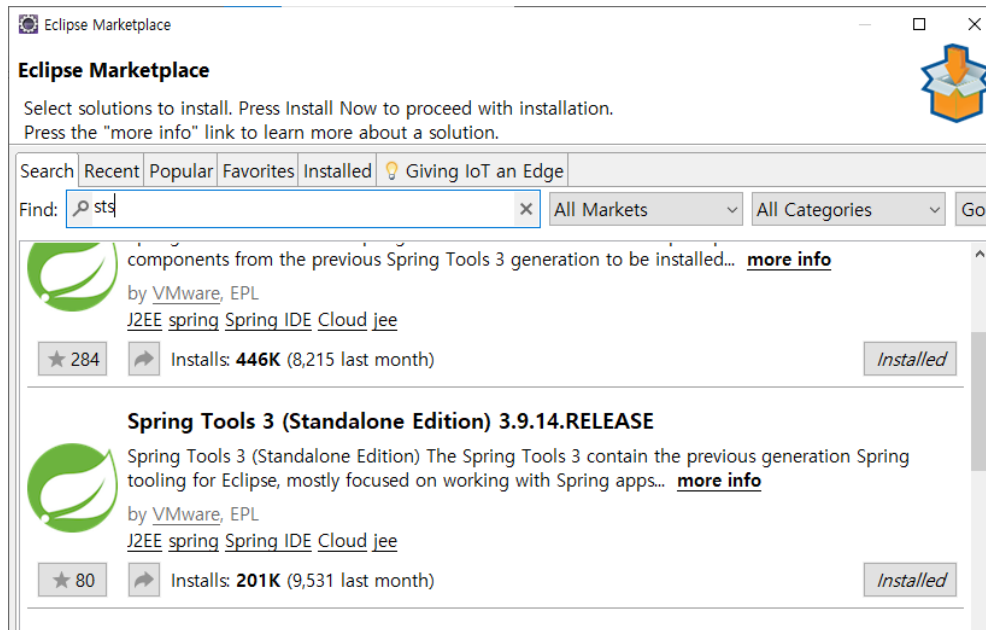 Eclipse Marketplace
Eclipse Marketplace
Select solutions to install. Press Install Now to proceed with installation.
Press the "more info" link to learn more about a solution.
Search Recent Popular Favorites Installed Giving IoT an Edge
Find: sts All Markets All Categories Go
components from the previous Spring Tools 3 generation to be installed... more info
by VMware, EPL
J2EE spring Spring IDE Cloud jee
284 Installs: 446K (8,215 last month) Installed
Spring Tools 3 (Standalone Edition) 3.9.14.RELEASE
Spring Tools 3 (Standalone Edition) The Spring Tools 3 contain the previous generation Spring
tooling for Eclipse, mostly focused on working with Spring apps... more info
by VMware, EPL
J2EE spring Spring IDE Cloud jee
80 Installs: 201K (9,531 last month) Installed